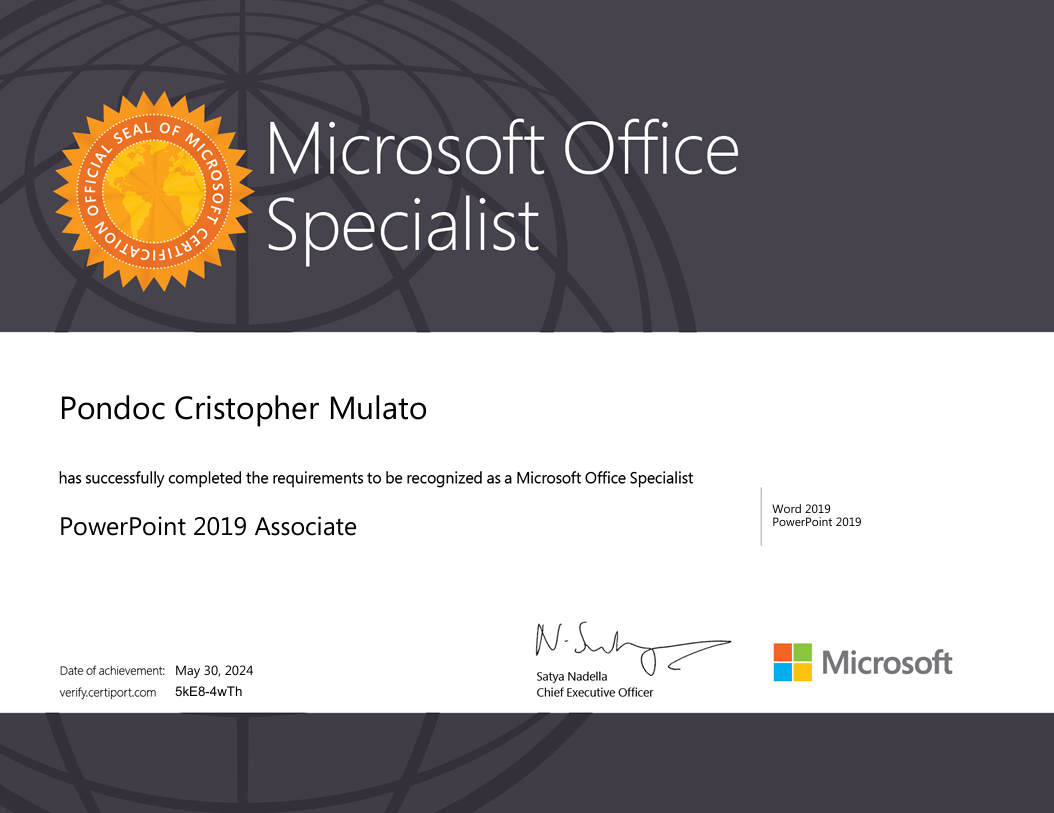 OFFICIAL SEAL OF MICROSOFT CERTIFICATION
Microsoft Office
Specialist
Pondoc Cristopher Mulato
has successfully completed the requirements to be recognized as a Microsoft Office Specialist
PowerPoint 2019 Associate
Word 2019
PowerPoint 2019
Date of achievement: May 30, 2024
verify.certiport.com 5kE8-4wTh
Satya Nadella
Chief Executive Officer
Microsoft